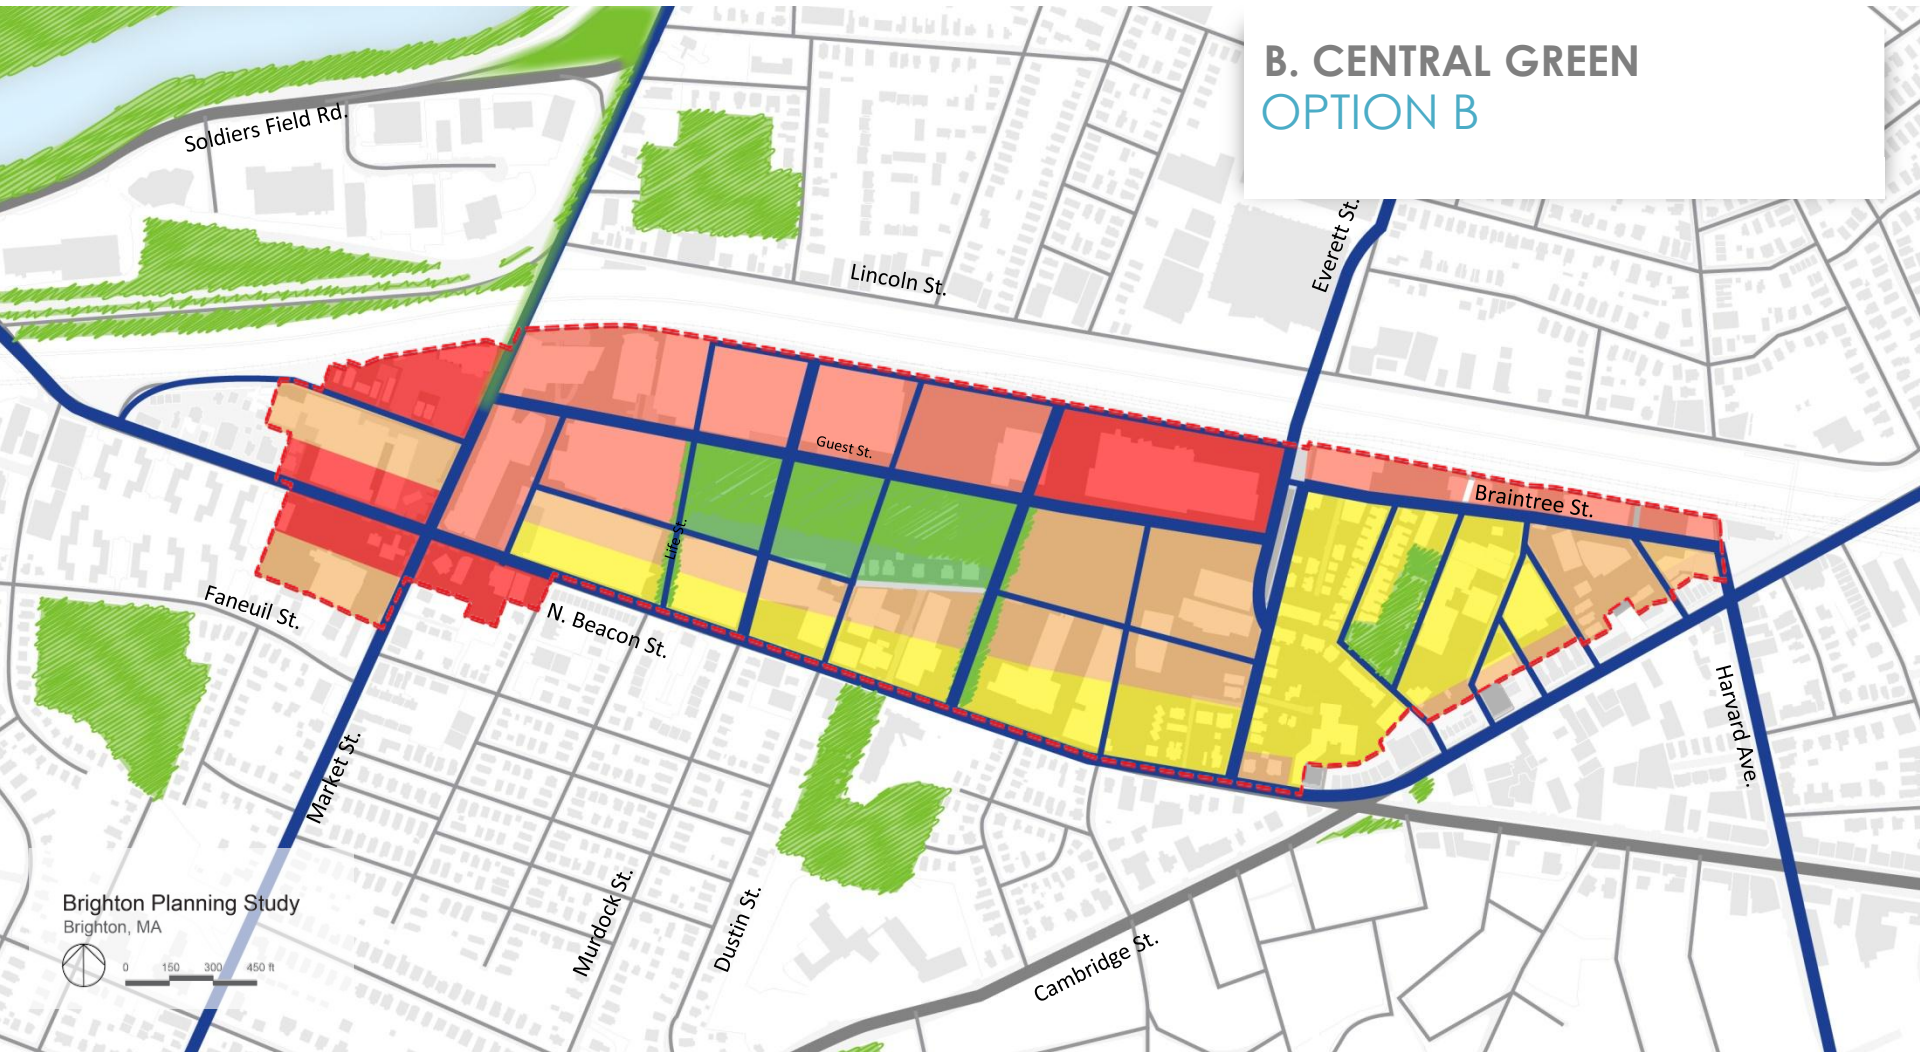 B. CENTRAL GREEN
OPTION B
Soldiers Field Rd.
Everett St.
Lincoln St.
Guest St.
Braintree St.
Life St.
Faneuil St.
N. Beacon St.
Harvard Ave.
Market St.
Murdock St.
Dustin St.
Cambridge St.
Brighton Planning Study
Brighton, MA
0 150 300 450 ft